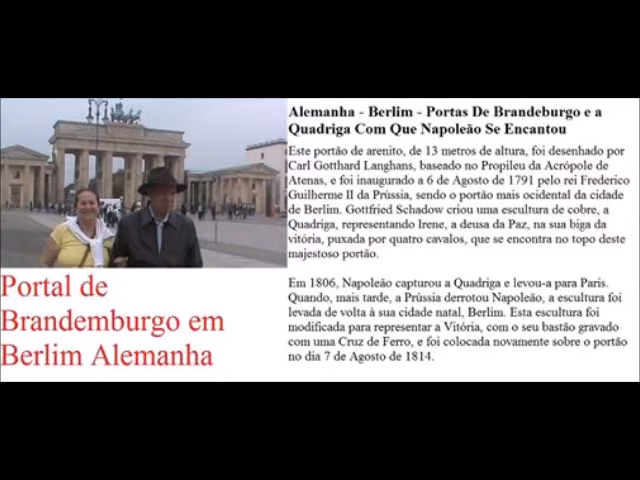 Alemanha - Berlim - Portas De Brandeburgo e a
Quadriga Com Que Napoleão Se Encantou
Este portão de arenito, de 13 metros de altura, foi desenhado por
Carl Gotthard Langhans, baseado no Propileu da Acrópole de
Atenas, e foi inaugurado a 6 de Agosto de 1791 pelo rei Frederico
Guilherme II da Prússia, sendo o portão mais ocidental da cidade
de Berlim. Gottfried Schadow criou uma escultura de cobre, a
Quadriga, representando Irene, a deusa da Paz, na sua biga da
vitória, puxada por quatro cavalos, que se encontra no topo deste
majestoso portão.
Em 1806, Napoleão capturou a Quadriga e levou-a para Paris.
Quando, mais tarde, a Prússia derrotou Napoleão, a escultura foi
levada de volta à sua cidade natal, Berlim. Esta escultura foi
modificada para representar a Vitória, com o seu bastão gravado
com uma Cruz de Ferro, e foi colocada novamente sobre o portão
no dia 7 de Agosto de 1814.
Portal de
Brandemburgo em
Berlim Alemanha